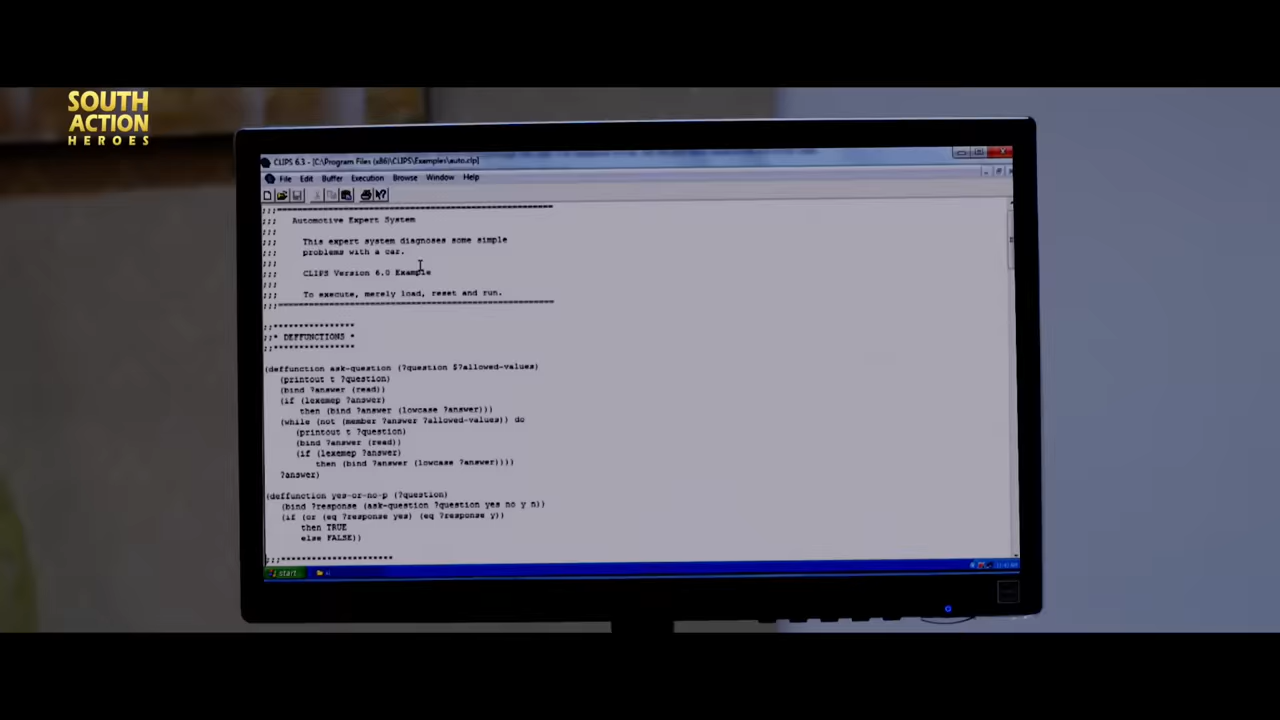 SOUTH
ACTION
HEROES
CLIPS 6.3 - [C:\Program Files (x86)\CLIPS\Examples\auto.clp]
File Edit Buffer Execution Browse Window Help
;;;======================================================
;;;   Automotive Expert System
;;;
;;;     This expert system diagnoses some simple
;;;     problems with a car.
;;;
;;;     CLIPS Version 6.0 Example
;;;
;;;     To execute, merely load, reset and run.
;;;======================================================
;;****************
;;* DEFFUNCTIONS *
;;****************
(deffunction ask-question (?question $?allowed-values)
   (printout t ?question)
   (bind ?answer (read))
   (if (lexemep ?answer)
       then (bind ?answer (lowcase ?answer)))
   (while (not (member ?answer ?allowed-values)) do
      (printout t ?question)
      (bind ?answer (read))
      (if (lexemep ?answer)
          then (bind ?answer (lowcase ?answer))))
   ?answer)
(deffunction yes-or-no-p (?question)
   (bind ?response (ask-question ?question yes no y n))
   (if (or (eq ?response yes) (eq ?response y))
       then TRUE
       else FALSE))
;;;**********************
start